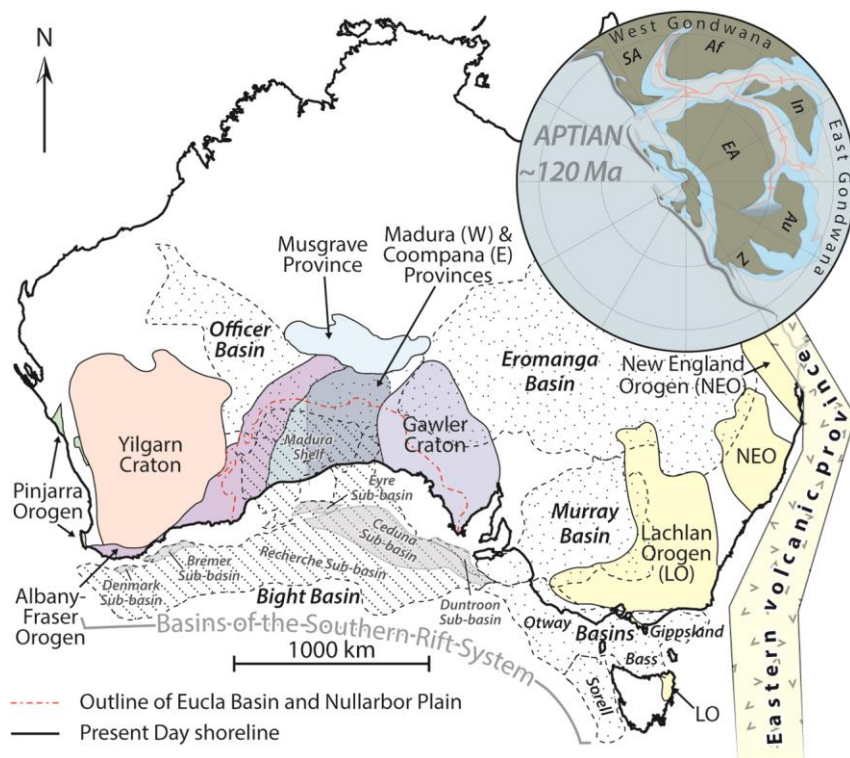 N
West Gondwana
SA
Af
In
East Gondwana
APTIAN
~120 Ma
EA
Au
Z
Musgrave
Province
Madura (W) &
Coompana (E)
Provinces
Officer
Basin
Eromanga
Basin
New England
Orogen (NEO)
Yilgarn
Craton
Madura
Shelf
Gawler
Craton
NEO
Pinjarra
Orogen
Eyre
Sub-basin
Murray
Basin
Lachlan
Orogen
(LO)
Ceduna
Sub-basin
Bremer
Sub-basin
Recherche Sub-basin
Denmark
Sub-basin
Albany-
Fraser
Orogen
Bight Basin
Duntroon
Sub-basin
Basins of the Southern Rift System
Otway
Basins
Gippsland
Bass
Sorell
1000 km
LO
Eastern volcanic province
Outline of Eucla Basin and Nullarbor Plain
Present Day shoreline